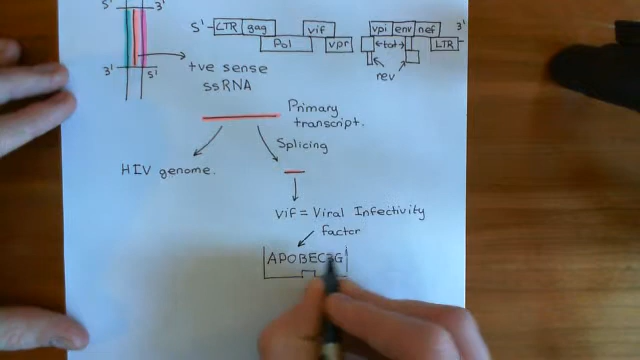 5' 3'
3' 5'
5' LTR gag vif vpi env nef 3'
Pol vpr tat LTR
rev
+ve sense
ssRNA
Primary
transcript.
Splicing
HIV genome.
Vif = Viral Infectivity
Factor
APOBEC3G